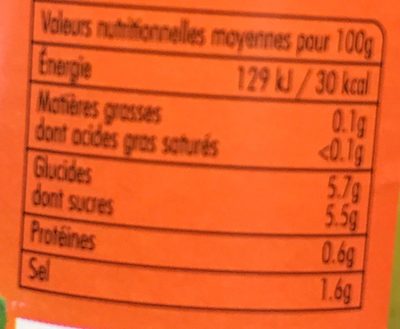 Valeurs nutritionnelles moyennes pour 100g
Énergie 129 kJ / 30 kcal
Matières grasses 0.1g
dont acides gras saturés <0.1g
Glucides 5.7g
dont sucres 5.5g
Protéines 0.6g
Sel 1.6g